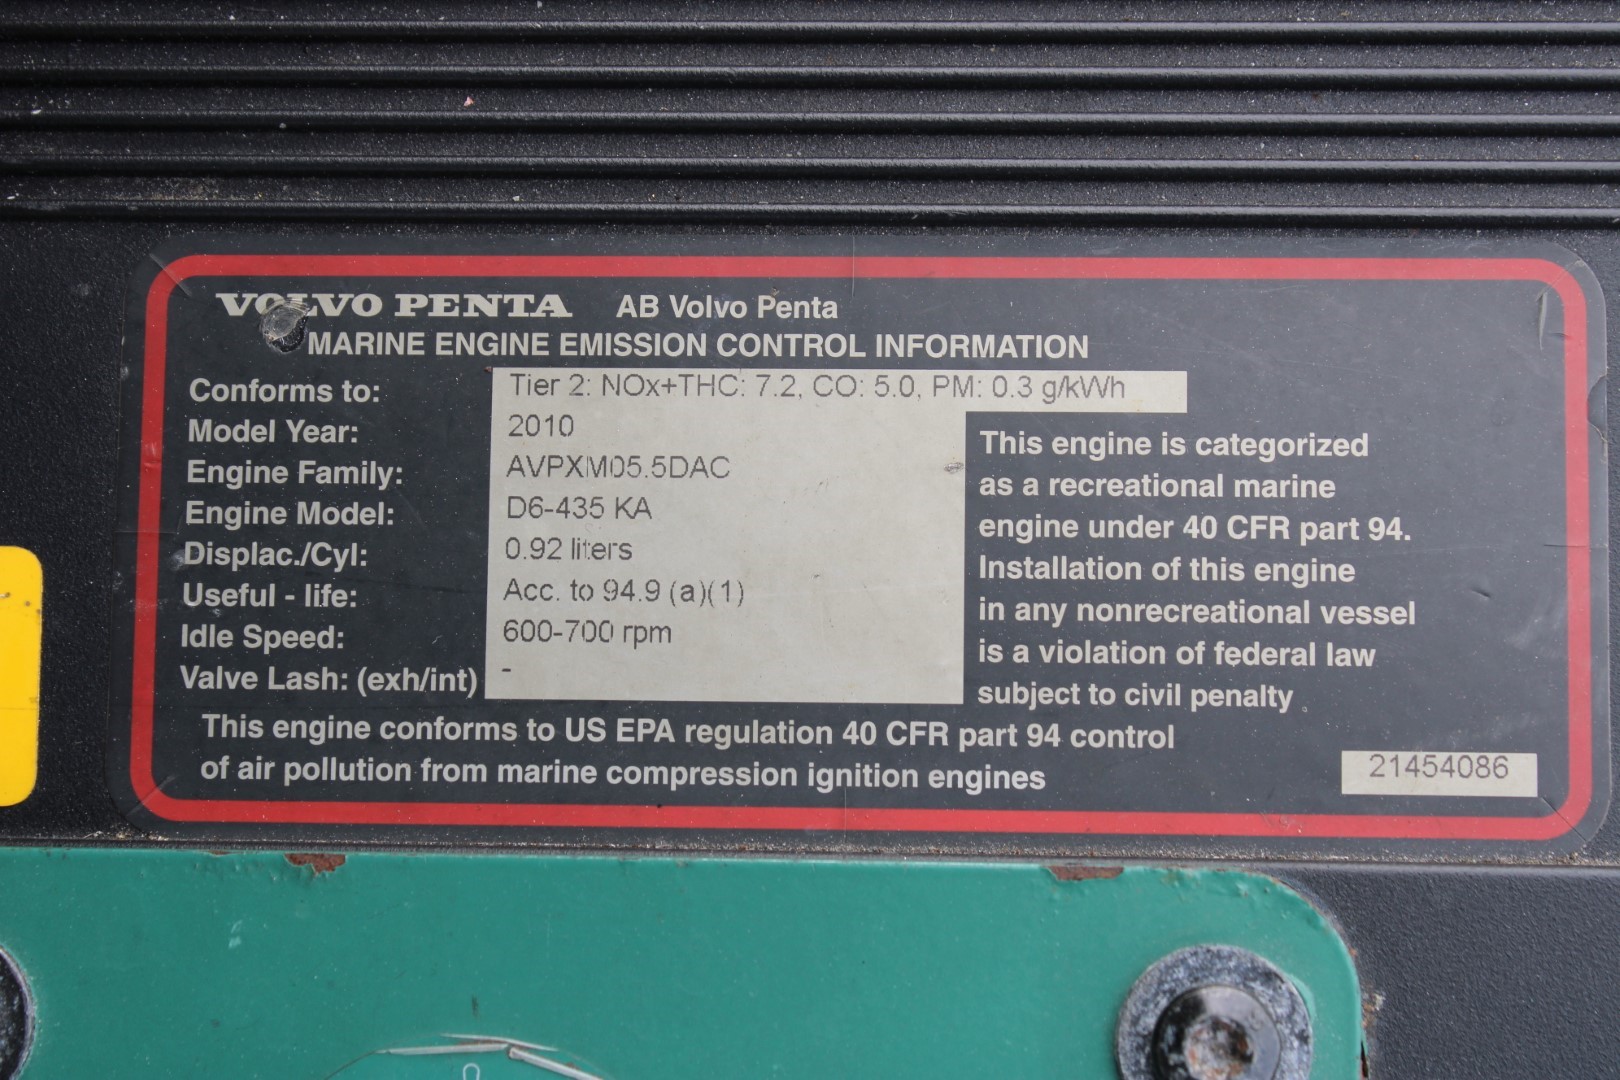 VOLVO PENTA AB Volvo Penta
MARINE ENGINE EMISSION CONTROL INFORMATION
Conforms to: Tier 2: NOx+THC: 7.2, CO: 5.0, PM: 0.3 g/kWh
Model Year: 2010
Engine Family: AVPXM05.5DAC
Engine Model: D6-435 KA
Displac./Cyl: 0.92 liters
Useful - life: Acc. to 94.9 (a)(1)
Idle Speed: 600-700 rpm
Valve Lash: (exh/int) -
This engine is categorized
as a recreational marine
engine under 40 CFR part 94.
Installation of this engine
in any nonrecreational vessel
is a violation of federal law
subject to civil penalty
This engine conforms to US EPA regulation 40 CFR part 94 control
of air pollution from marine compression ignition engines
21454086